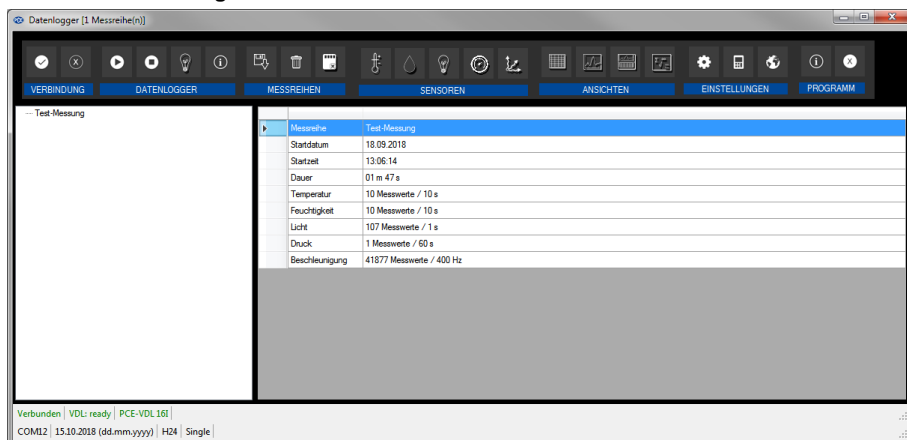 Datenlogger [1 Messreihe(n)]
VERBINDUNG DATENLOGGER MESSREIHEN SENSOREN ANSICHTEN EINSTELLUNGEN PROGRAMM
Test-Messung
Messreihe Test-Messung
Startdatum 18.09.2018
Startzeit 13:06:14
Dauer 01 m 47 s
Temperatur 10 Messwerte / 10 s
Feuchtigkeit 10 Messwerte / 10 s
Licht 107 Messwerte / 1 s
Druck 1 Messwerte / 60 s
Beschleunigung 41877 Messwerte / 400 Hz
Verbunden VDL: ready PCE-VDL 16I
COM12 15.10.2018 (dd.mm.yyyy) H24 Single